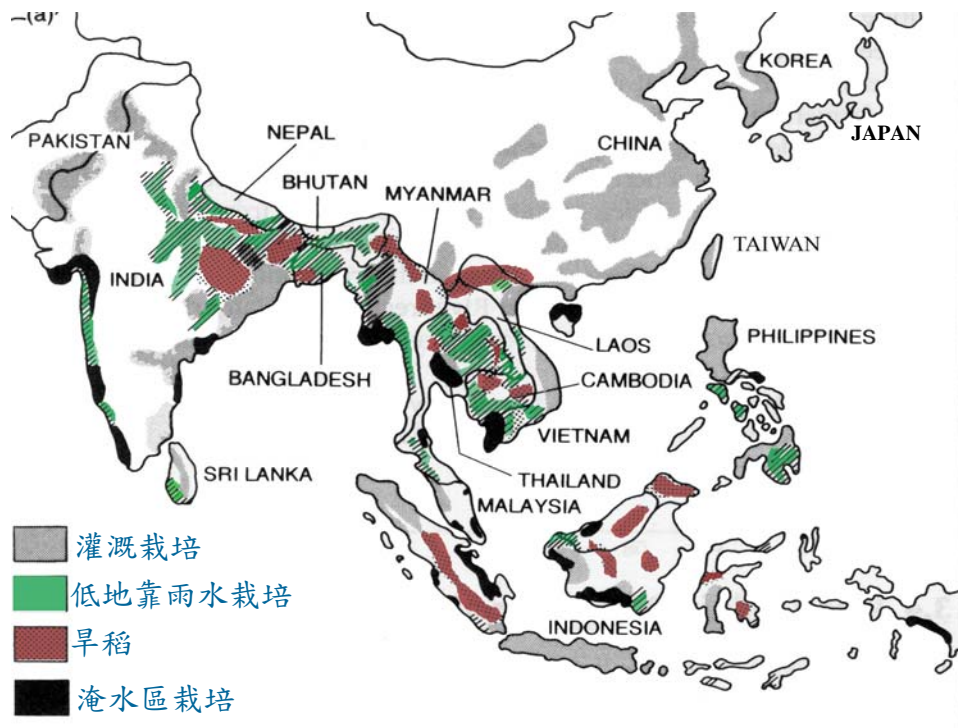 (a)
KOREA
JAPAN
CHINA
PAKISTAN
NEPAL
BHUTAN
MYANMAR
TAIWAN
INDIA
PHILIPPINES
LAOS
BANGLADESH
CAMBODIA
VIETNAM
SRI LANKA
THAILAND
MALAYSIA
INDONESIA
灌溉栽培
低地靠雨水栽培
旱稻
淹水區栽培